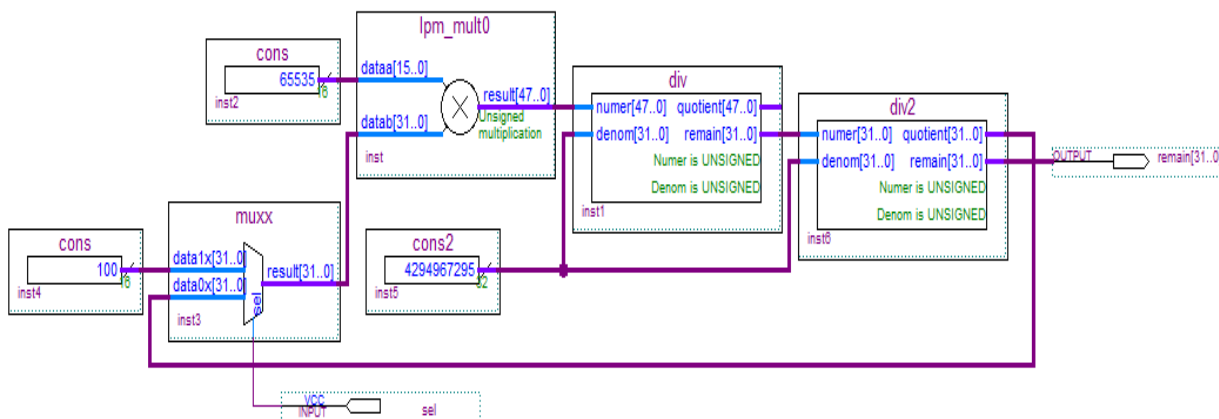 lpm_mult0
cons
65535
16
inst2
dataa[15..0]
datab[31..0]
result[47..0]
Unsigned
multiplication
inst
div
numer[47..0] quotient[47..0]
denom[31..0] remain[31..0]
Numer is UNSIGNED
Denom is UNSIGNED
inst1
div2
numer[31..0] quotient[31..0]
denom[31..0] remain[31..0]
Numer is UNSIGNED
Denom is UNSIGNED
inst6
OUTPUT remain[31..0
muxx
cons
100
16
inst4
data1x[31..0]
data0x[31..0]
result[31..0]
sel
inst3
cons2
4294967295
32
inst5
VCC
INPUT
sel